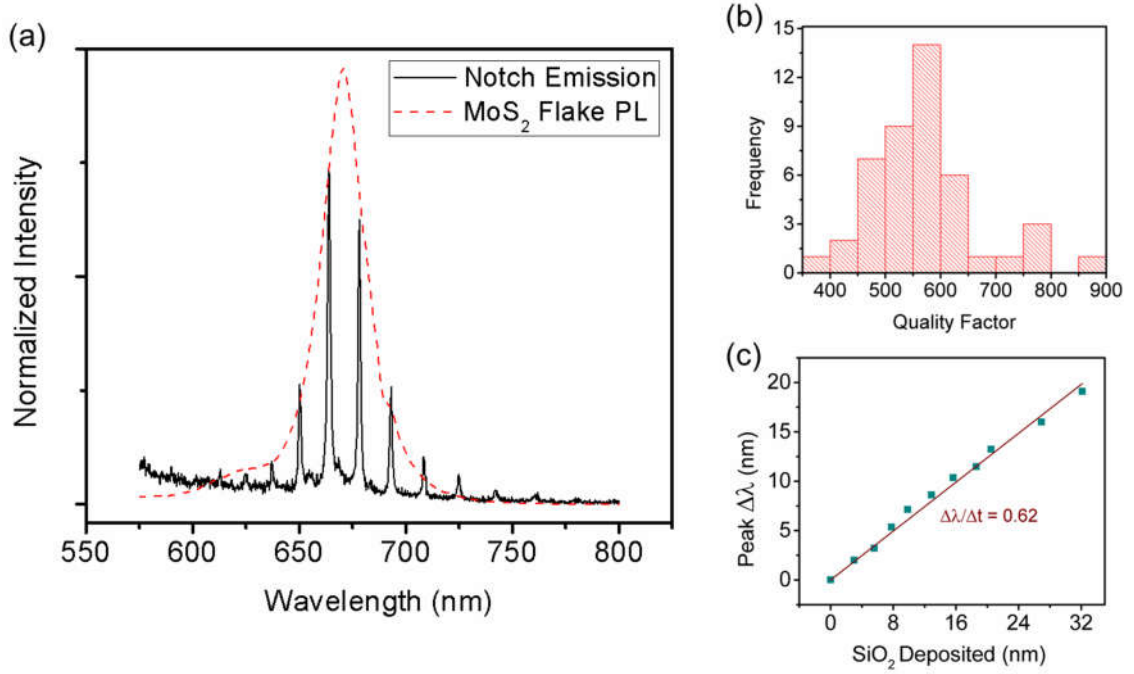 (a)
Normalized Intensity
Notch Emission
MoS₂ Flake PL
550 600 650 700 750 800
Wavelength (nm)
(b)
Frequency
15
12
9
6
3
0
400 500 600 700 800 900
Quality Factor
(c)
Peak Δλ (nm)
20
15
10
5
0
Δλ/Δt = 0.62
0 8 16 24 32
SiO₂ Deposited (nm)